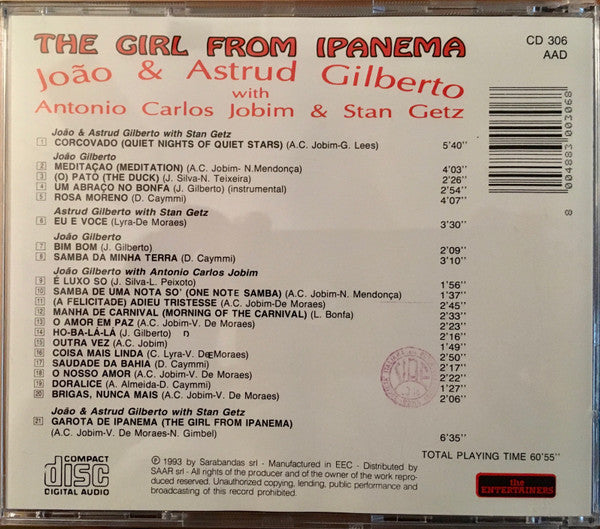 THE GIRL FROM IPANEMA
CD 306
AAD
João & Astrud Gilberto
with
Antonio Carlos Jobim & Stan Getz
8 004883 003068
João & Astrud Gilberto with Stan Getz
1 CORCOVADO (QUIET NIGHTS OF QUIET STARS) (A.C. Jobim-G. Lees) 5'40"
João Gilberto
2 MEDITAÇAO (MEDITATION) (A.C. Jobim- N.Mendonça) 4'03"
3 (O) PATO (THE DUCK) (J. Silva-N. Teixeira) 2'26"
4 UM ABRAÇO NO BONFA (J. Gilberto) (instrumental) 2'54"
5 ROSA MORENO (D. Caymmi) 4'07"
Astrud Gilberto with Stan Getz
6 EU E VOCE (Lyra-De Moraes) 3'30"
João Gilberto
7 BIM BOM (J. Gilberto) 2'09"
8 SAMBA DA MINHA TERRA (D. Caymmi) 3'10"
João Gilberto with Antonio Carlos Jobim
9 É LUXO SO (J. Silva-L. Peixoto) 1'56"
10 SAMBA DE UMA NOTA SO' (ONE NOTE SAMBA) (A.C. Jobim-N. Mendonça) 1'37"
11 (A FELICITADE) ADIEU TRISTESSE (A.C. Jobim-De Moraes) 2'45"
12 MANHA DE CARNIVAL (MORNING OF THE CARNIVAL) (L. Bonfa) 2'33"
13 O AMOR EM PAZ (A.C. Jobim-V. De Moraes) 2'23"
14 HO-BA-LÀ-LÁ (J. Gilberto) 2'16"
15 OUTRA VEZ (A.C. Jobim) 1'49"
16 COISA MAIS LINDA (C. Lyra-V. De Moraes) 2'50"
17 SAUDADE DA BAHIA (D. Caymmi) 2'17"
18 O NOSSO AMOR (A.C. Jobim-V. De Moraes) 2'22"
19 DORALICE (A. Almeida-D. Caymmi) 1'27"
20 BRIGAS, NUNCA MAIS (A.C. Jobim-V. De Moraes) 2'06"
João & Astrud Gilberto with Stan Getz
21 GAROTA DE IPANEMA (THE GIRL FROM IPANEMA)
(A.C. Jobim-V. De Moraes-N. Gimbel) 6'35"
TOTAL PLAYING TIME 60'55"
COMPACT
disc
DIGITAL AUDIO
℗ 1993 by Sarabandas srl - Manufactured in EEC - Distributed by
SAAR srl - All rights of the producer and of the owner of the work reproduced
reserved. Unauthorized copying, lending, public performance and
broadcasting of this record prohibited.
the
ENTERTAINERS